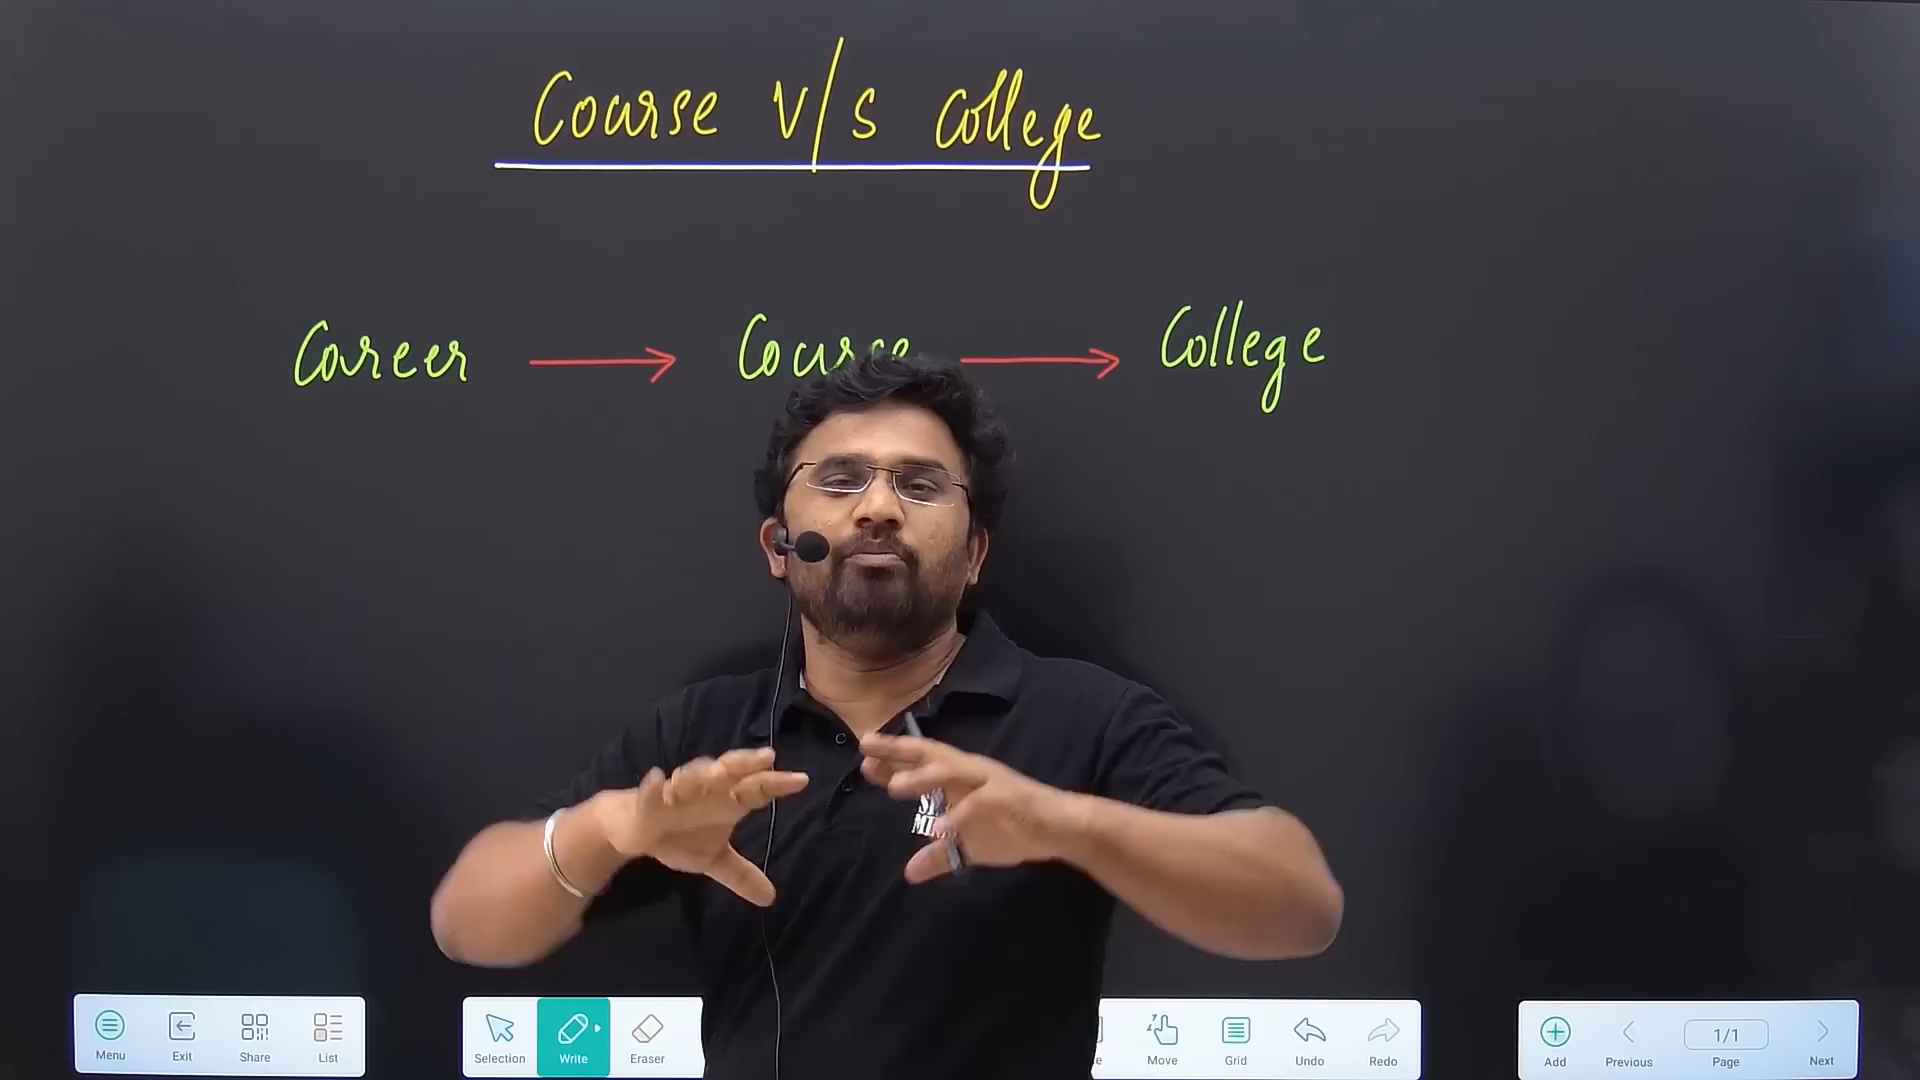 Course V/S College
Career → Course → College
Menu Exit Share List Selection Write Eraser Move Grid Undo Redo Add Previous 1/1 Page Next